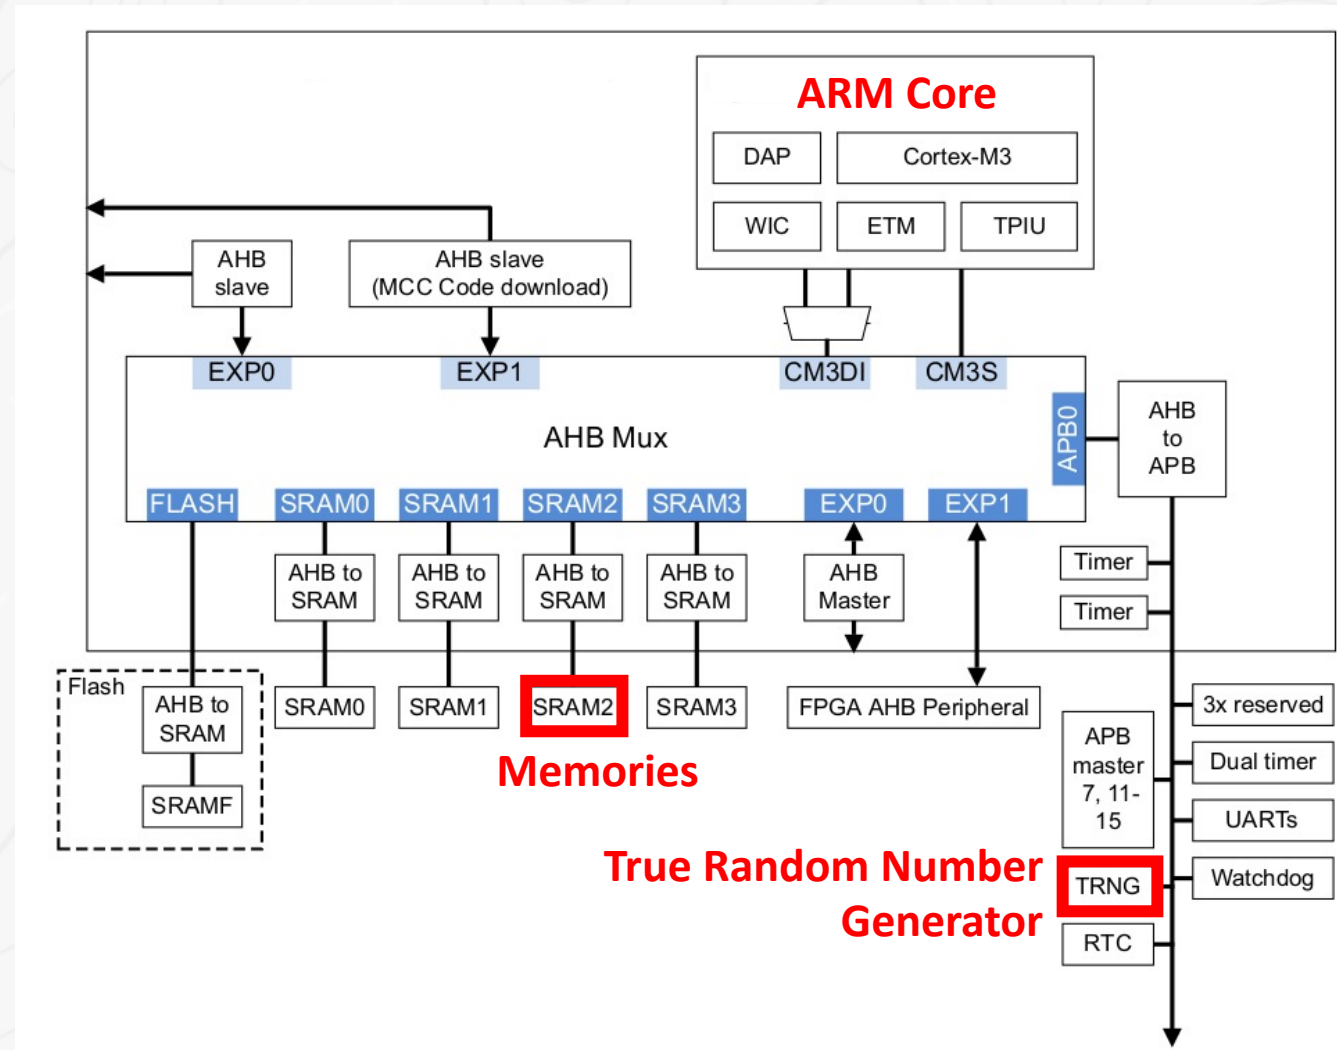 ARM Core
DAP
Cortex-M3
WIC
ETM
TPIU
AHB
slave
AHB slave
(MCC Code download)
EXP0
EXP1
CM3DI
CM3S
AHB Mux
APB0
AHB
to
APB
FLASH
SRAM0
SRAM1
SRAM2
SRAM3
EXP0
EXP1
AHB to
SRAM
AHB to
SRAM
AHB to
SRAM
AHB to
SRAM
AHB
Master
Timer
Timer
Flash
AHB to
SRAM
SRAMF
SRAM0
SRAM1
SRAM2
SRAM3
FPGA AHB Peripheral
Memories
APB
master
7, 11-
15
3x reserved
Dual timer
UARTs
Watchdog
True Random Number
Generator
TRNG
RTC